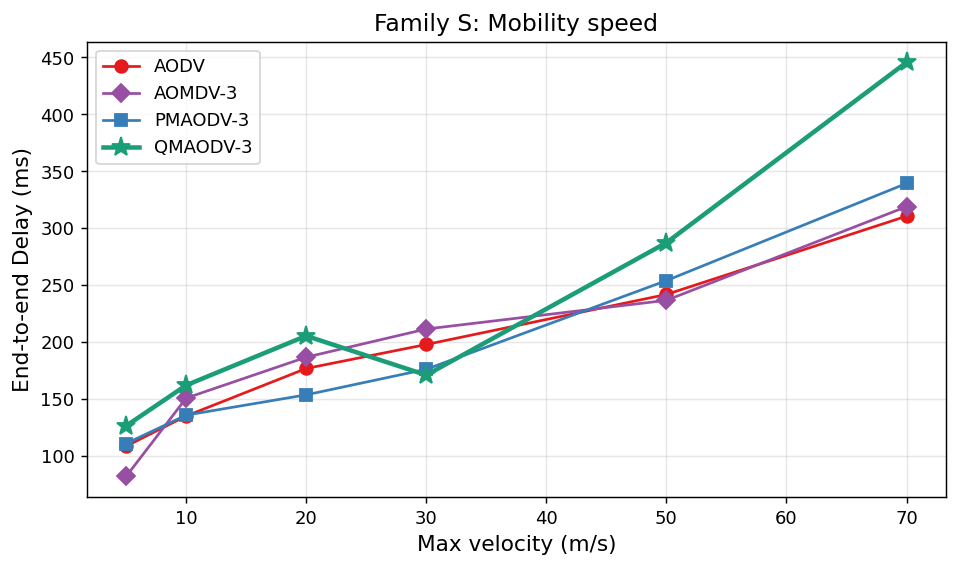 Family S: Mobility speed
AODV
AOMDV-3
PMAODV-3
QMAODV-3
End-to-end Delay (ms)
450
400
350
300
250
200
150
100
10 20 30 40 50 60 70
Max velocity (m/s)